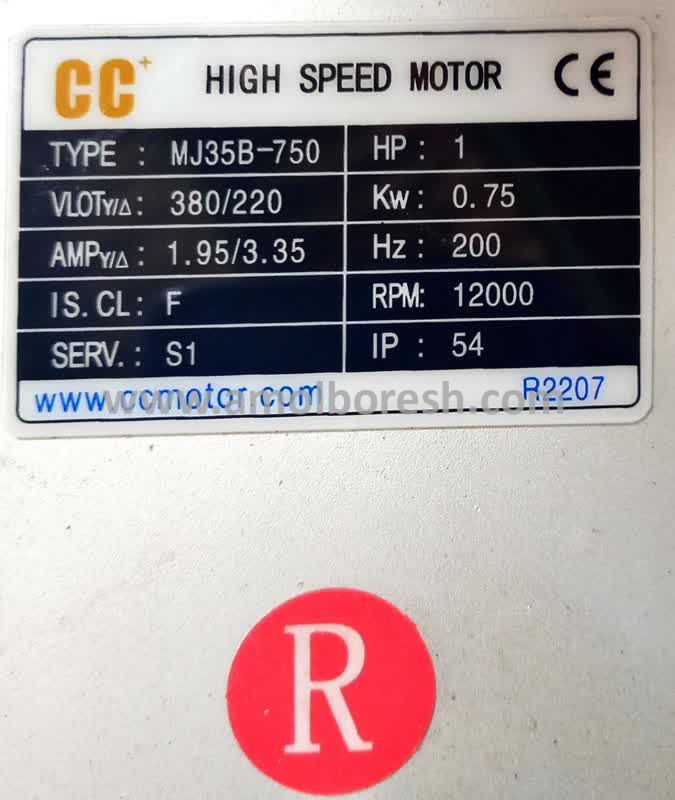 CC+ HIGH SPEED MOTOR CE
TYPE : MJ35B-750 HP : 1
VLOTY/Δ: 380/220 Kw : 0.75
AMPY/Δ: 1.95/3.35 Hz : 200
IS. CL: F RPM: 12000
SERV. : S1 IP : 54
www.ccmotor.com R2207
www.amolboresh.com
R